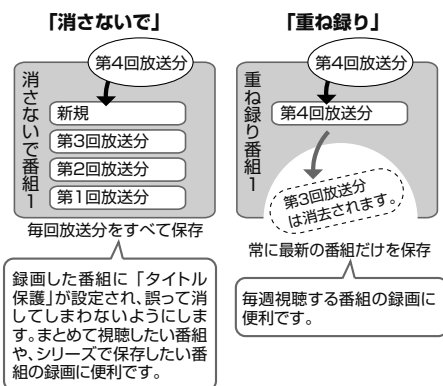 「消さないで」
第4回放送分
消さないで番組1
新規
第3回放送分
第2回放送分
第1回放送分
毎回放送分をすべて保存
録画した番組に「タイトル
保護」が設定され、誤って消
してしまわないようにしま
す。まとめて視聴したい番組
や、シリーズで保存したい番
組の録画に便利です。
「重ね録り」
第4回放送分
重ね録り番組1
第4回放送分
第3回放送分
は消去されます。
常に最新の番組だけを保存
毎週視聴する番組の録画に
便利です。